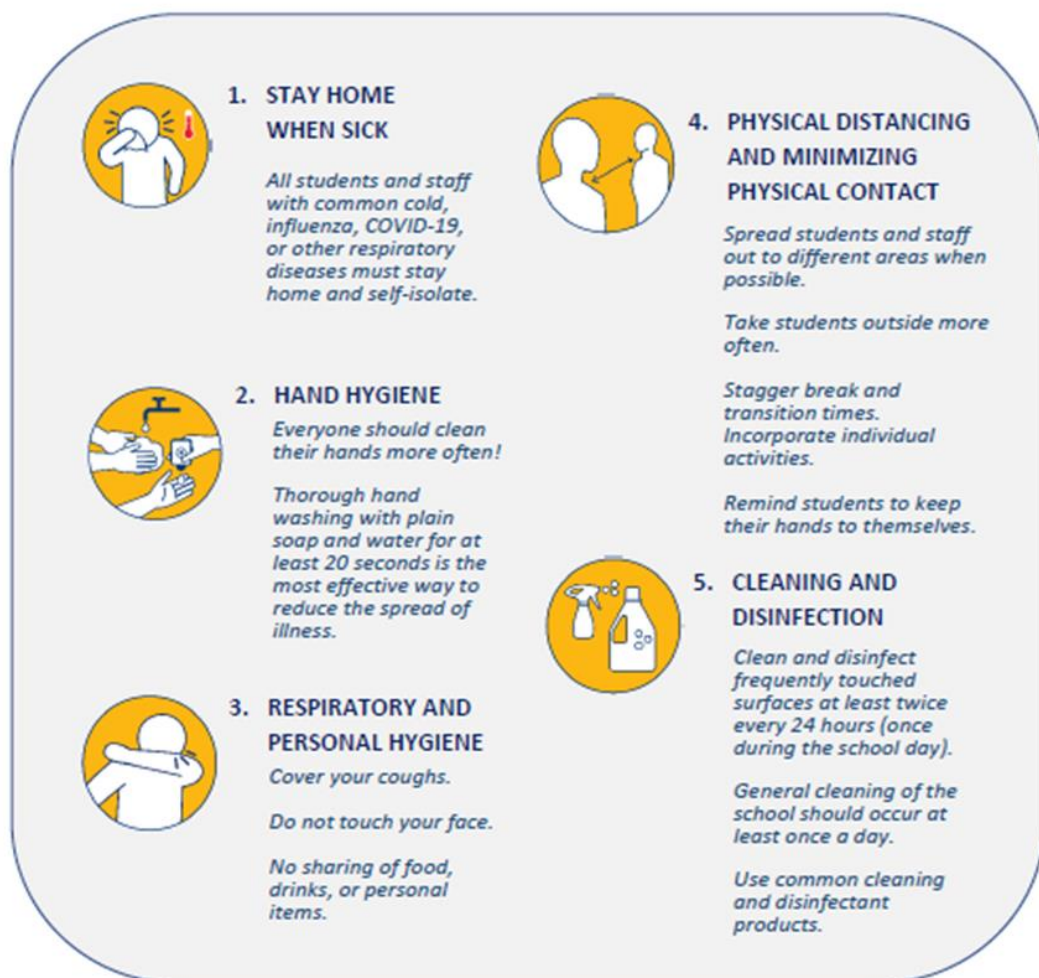 1. STAY HOME
WHEN SICK
All students and staff
with common cold,
influenza, COVID-19,
or other respiratory
diseases must stay
home and self-isolate.
2. HAND HYGIENE
Everyone should clean
their hands more often!
Thorough hand
washing with plain
soap and water for at
least 20 seconds is the
most effective way to
reduce the spread of
illness.
3. RESPIRATORY AND
PERSONAL HYGIENE
Cover your coughs.
Do not touch your face.
No sharing of food,
drinks, or personal
items.
4. PHYSICAL DISTANCING
AND MINIMIZING
PHYSICAL CONTACT
Spread students and staff
out to different areas when
possible.
Take students outside more
often.
Stagger break and
transition times.
Incorporate individual
activities.
Remind students to keep
their hands to themselves.
5. CLEANING AND
DISINFECTION
Clean and disinfect
frequently touched
surfaces at least twice
every 24 hours (once
during the school day).
General cleaning of the
school should occur at
least once a day.
Use common cleaning
and disinfectant
products.